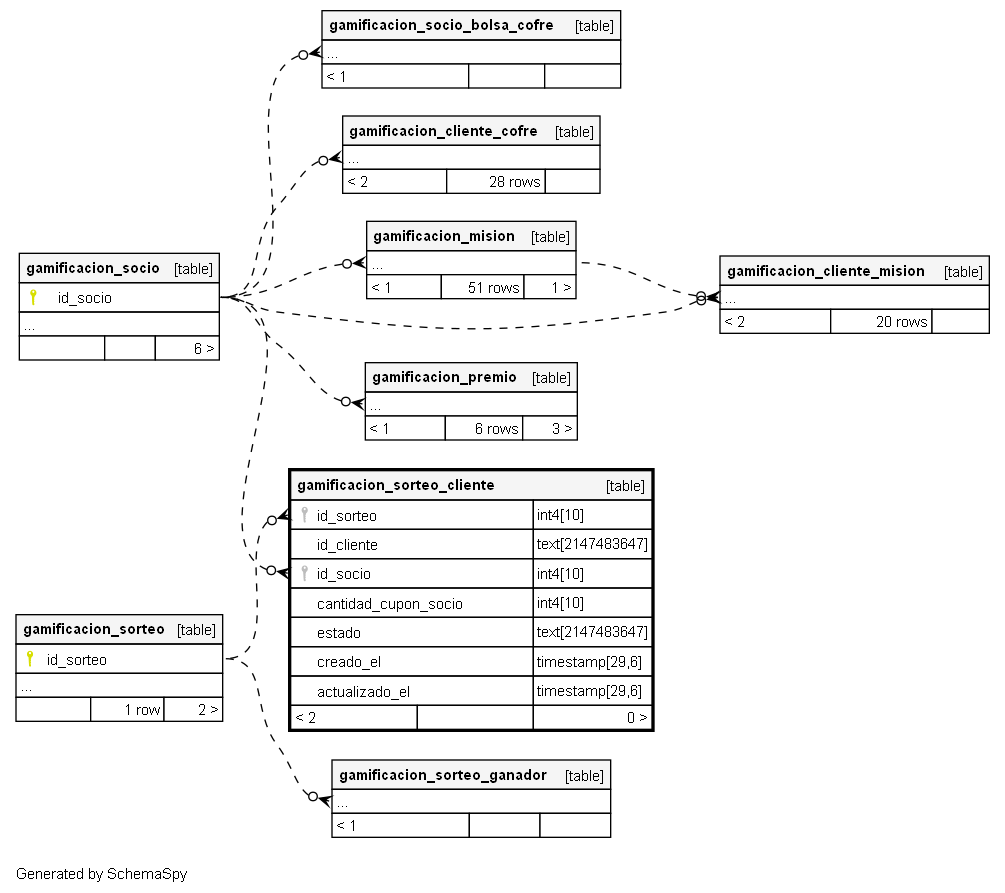 gamificacion_socio_bolsa_cofre [table]
...
< 1
gamificacion_cliente_cofre [table]
...
< 2 28 rows
gamificacion_mision [table]
...
< 1 51 rows 1 >
gamificacion_socio [table]
id_socio
...
6 >
gamificacion_cliente_mision [table]
...
< 2 20 rows
gamificacion_premio [table]
...
< 1 6 rows 3 >
gamificacion_sorteo_cliente [table]
id_sorteo int4[10]
id_cliente text[2147483647]
id_socio int4[10]
cantidad_cupon_socio int4[10]
estado text[2147483647]
creado_el timestamp[29,6]
actualizado_el timestamp[29,6]
< 2 0 >
gamificacion_sorteo [table]
id_sorteo
...
1 row 2 >
gamificacion_sorteo_ganador [table]
...
< 1
Generated by SchemaSpy